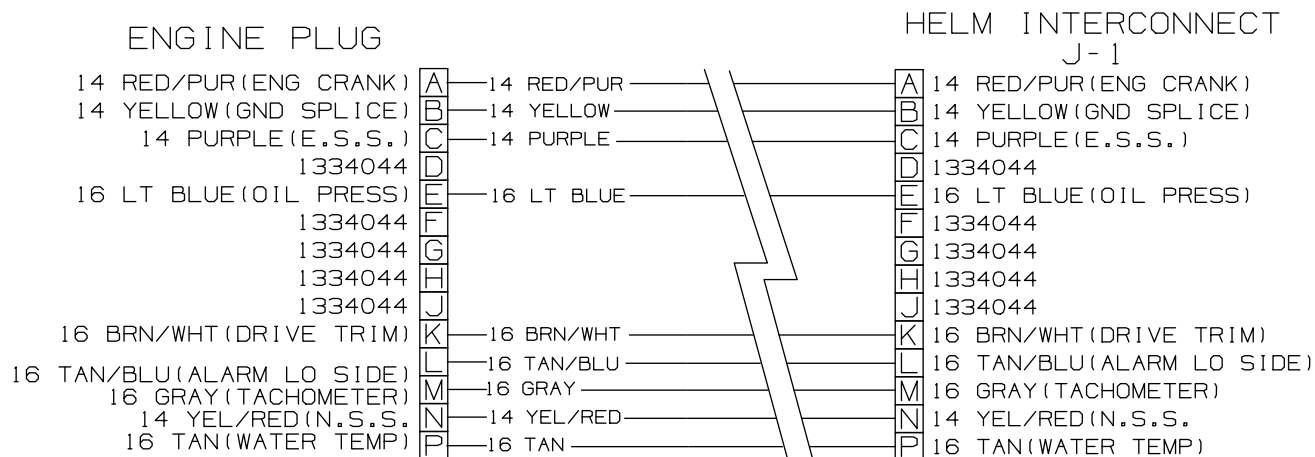 ENGINE PLUG
HELM INTERCONNECT
J-1
14 RED/PUR(ENG CRANK) A 14 RED/PUR A 14 RED/PUR(ENG CRANK)
14 YELLOW(GND SPLICE) B 14 YELLOW B 14 YELLOW(GND SPLICE)
14 PURPLE(E.S.S.) C 14 PURPLE C 14 PURPLE(E.S.S.)
1334044 D D 1334044
16 LT BLUE(OIL PRESS) E 16 LT BLUE E 16 LT BLUE(OIL PRESS)
1334044 F F 1334044
1334044 G G 1334044
1334044 H H 1334044
1334044 J J 1334044
16 BRN/WHT(DRIVE TRIM) K 16 BRN/WHT K 16 BRN/WHT(DRIVE TRIM)
16 TAN/BLU(ALARM LO SIDE) L 16 TAN/BLU L 16 TAN/BLU(ALARM LO SIDE)
16 GRAY(TACHOMETER) M 16 GRAY M 16 GRAY(TACHOMETER)
14 YEL/RED(N.S.S. N 14 YEL/RED N 14 YEL/RED(N.S.S.
16 TAN(WATER TEMP) P 16 TAN P 16 TAN(WATER TEMP)